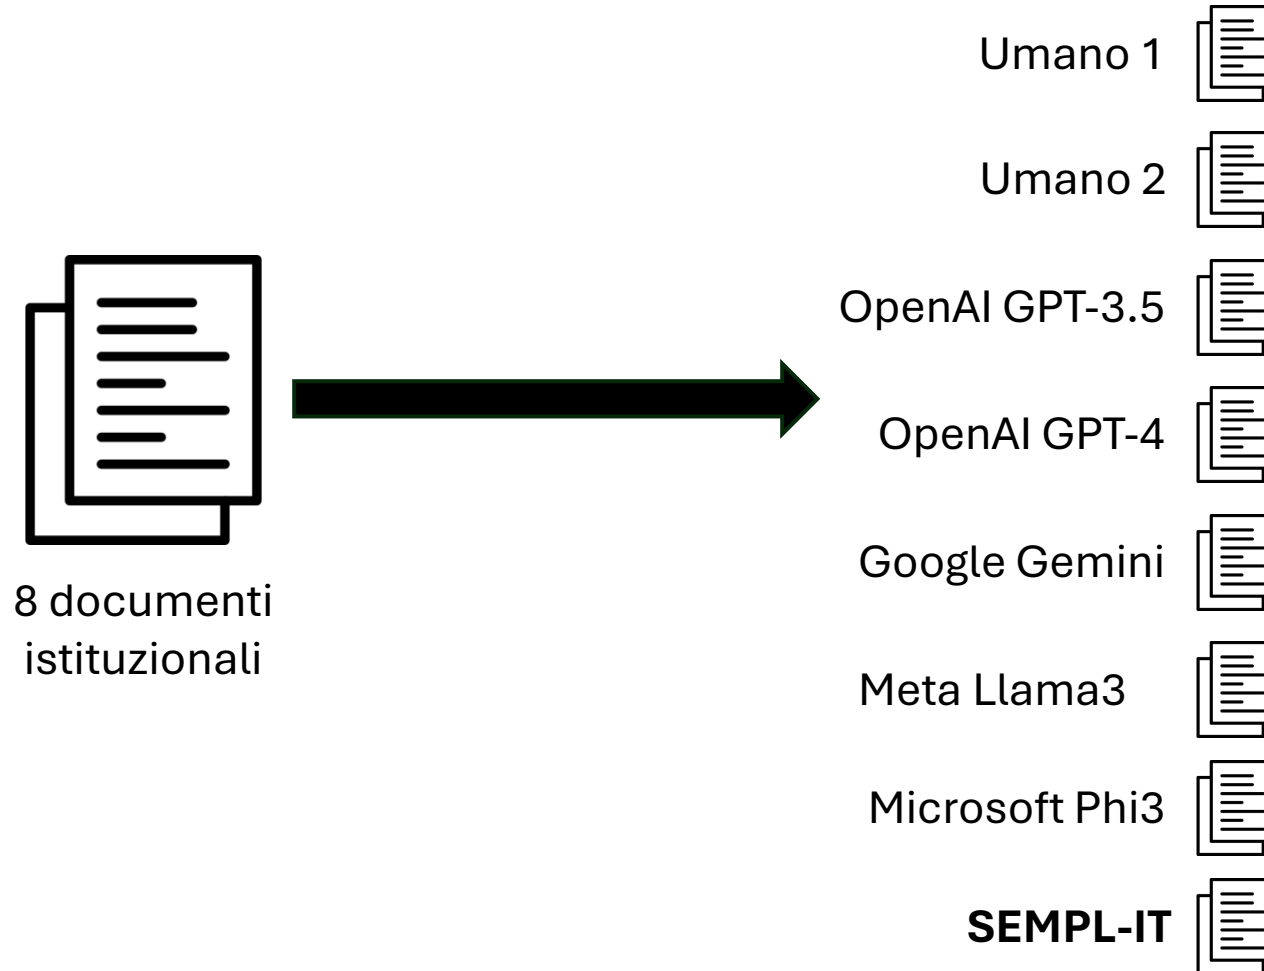 Umano 1
Umano 2
OpenAI GPT-3.5
OpenAI GPT-4
Google Gemini
8 documenti
istituzionali
Meta Llama3
Microsoft Phi3
SEMPL-IT